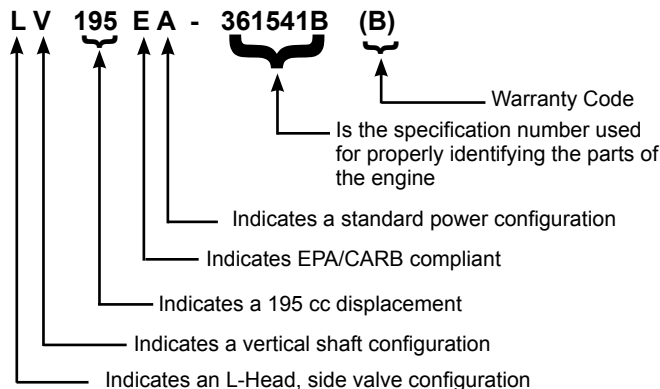 L V 195 E A - 361541B (B)
Warranty Code
Is the specification number used
for properly identifying the parts of
the engine
Indicates a standard power configuration
Indicates EPA/CARB compliant
Indicates a 195 cc displacement
Indicates a vertical shaft configuration
Indicates an L-Head, side valve configuration